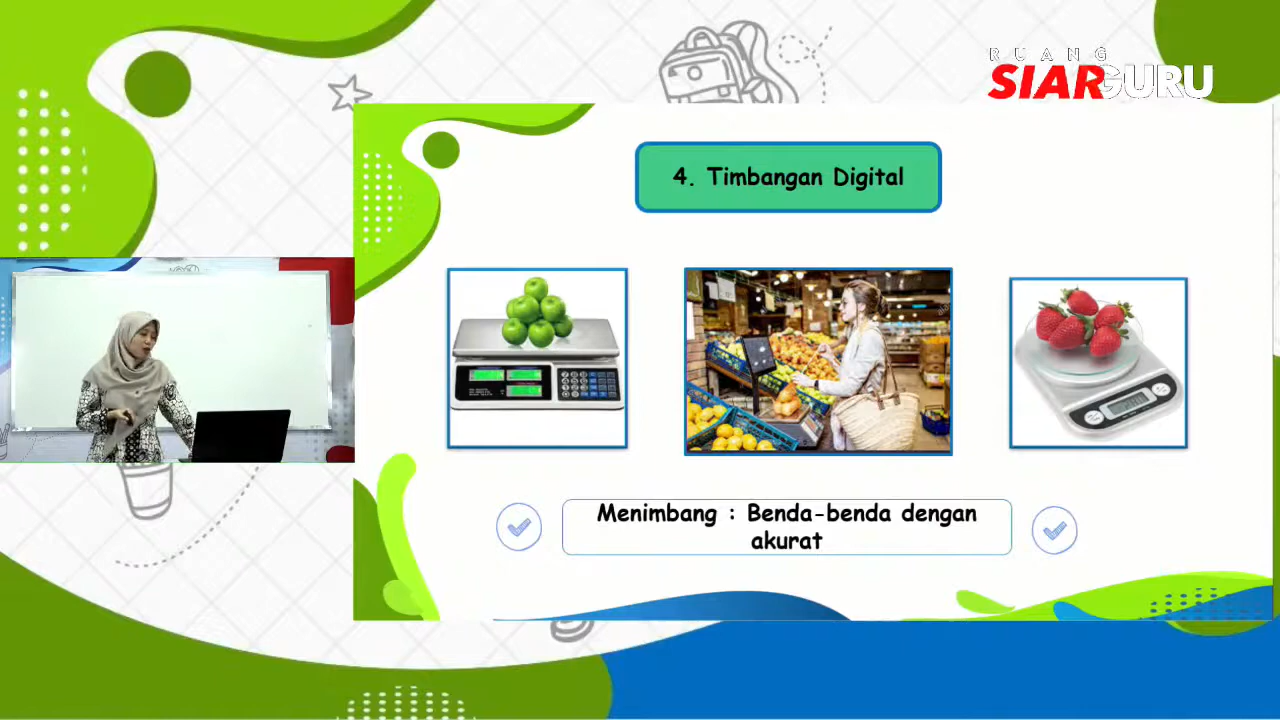 RUANG
SIARGURU
4. Timbangan Digital
Menimbang : Benda-benda dengan
akurat